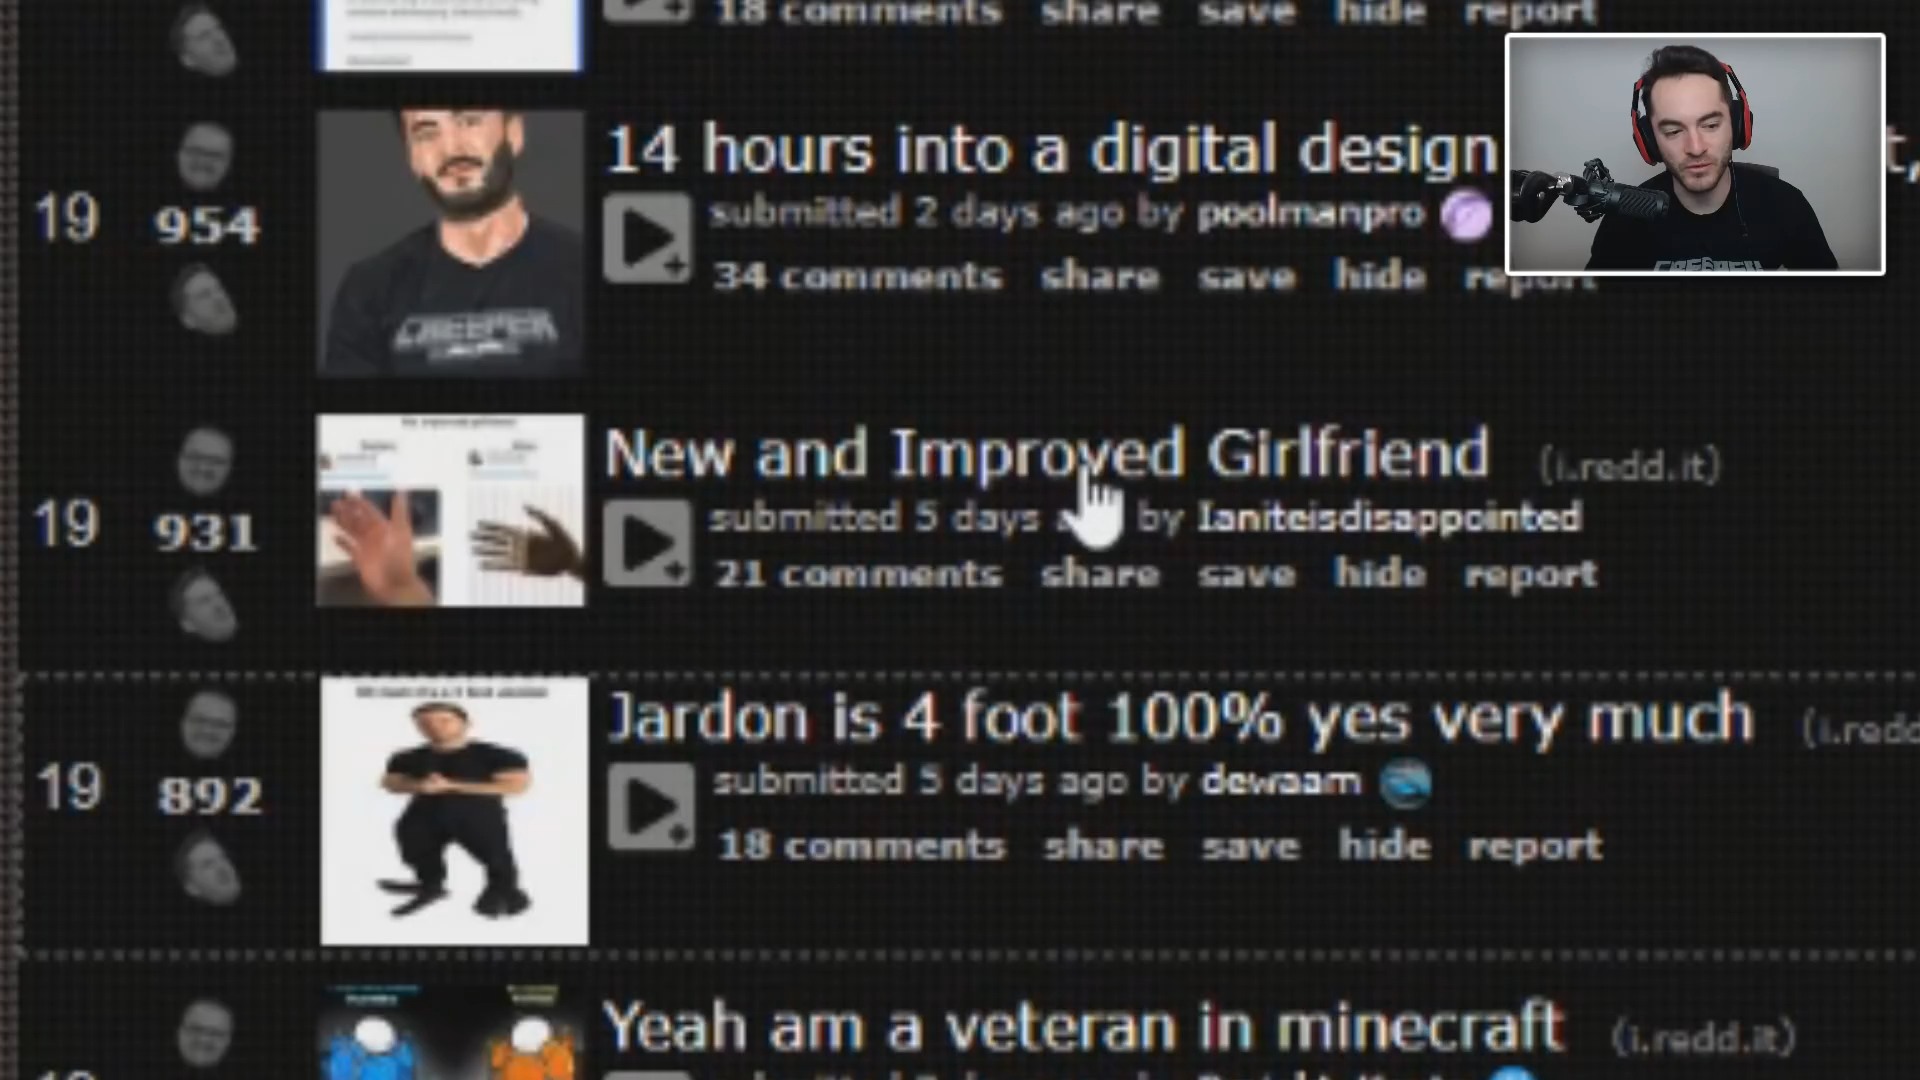 18 comments share save hide report
14 hours into a digital design
19
954
submitted 2 days ago by poolmanpro
34 comments share save hide report
CREEPER
New and Improved Girlfriend (i.redd.it)
19
931
submitted 5 days by Ianiteisdisappointed
21 comments share save hide report
Jardon is 4 foot 100% yes very much
19
892
submitted 5 days ago by dewaam
18 comments share save hide report
Yeah am a veteran in minecraft (i.redd.it)